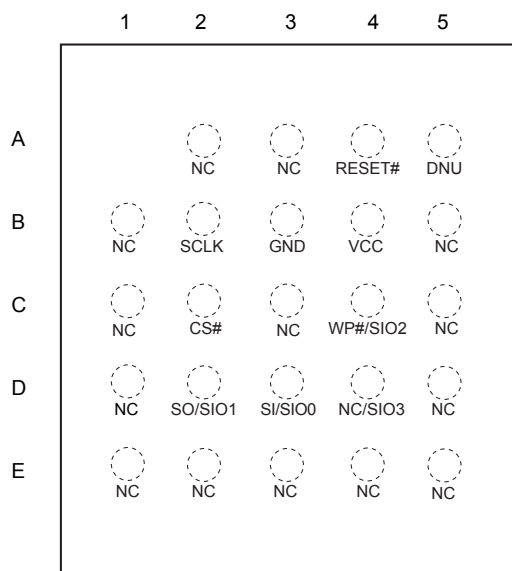 1 2 3 4 5
A
NC NC RESET# DNU
B
NC SCLK GND VCC NC
C
NC CS# NC WP#/SIO2 NC
D
NC SO/SIO1 SI/SIO0 NC/SIO3 NC
E
NC NC NC NC NC